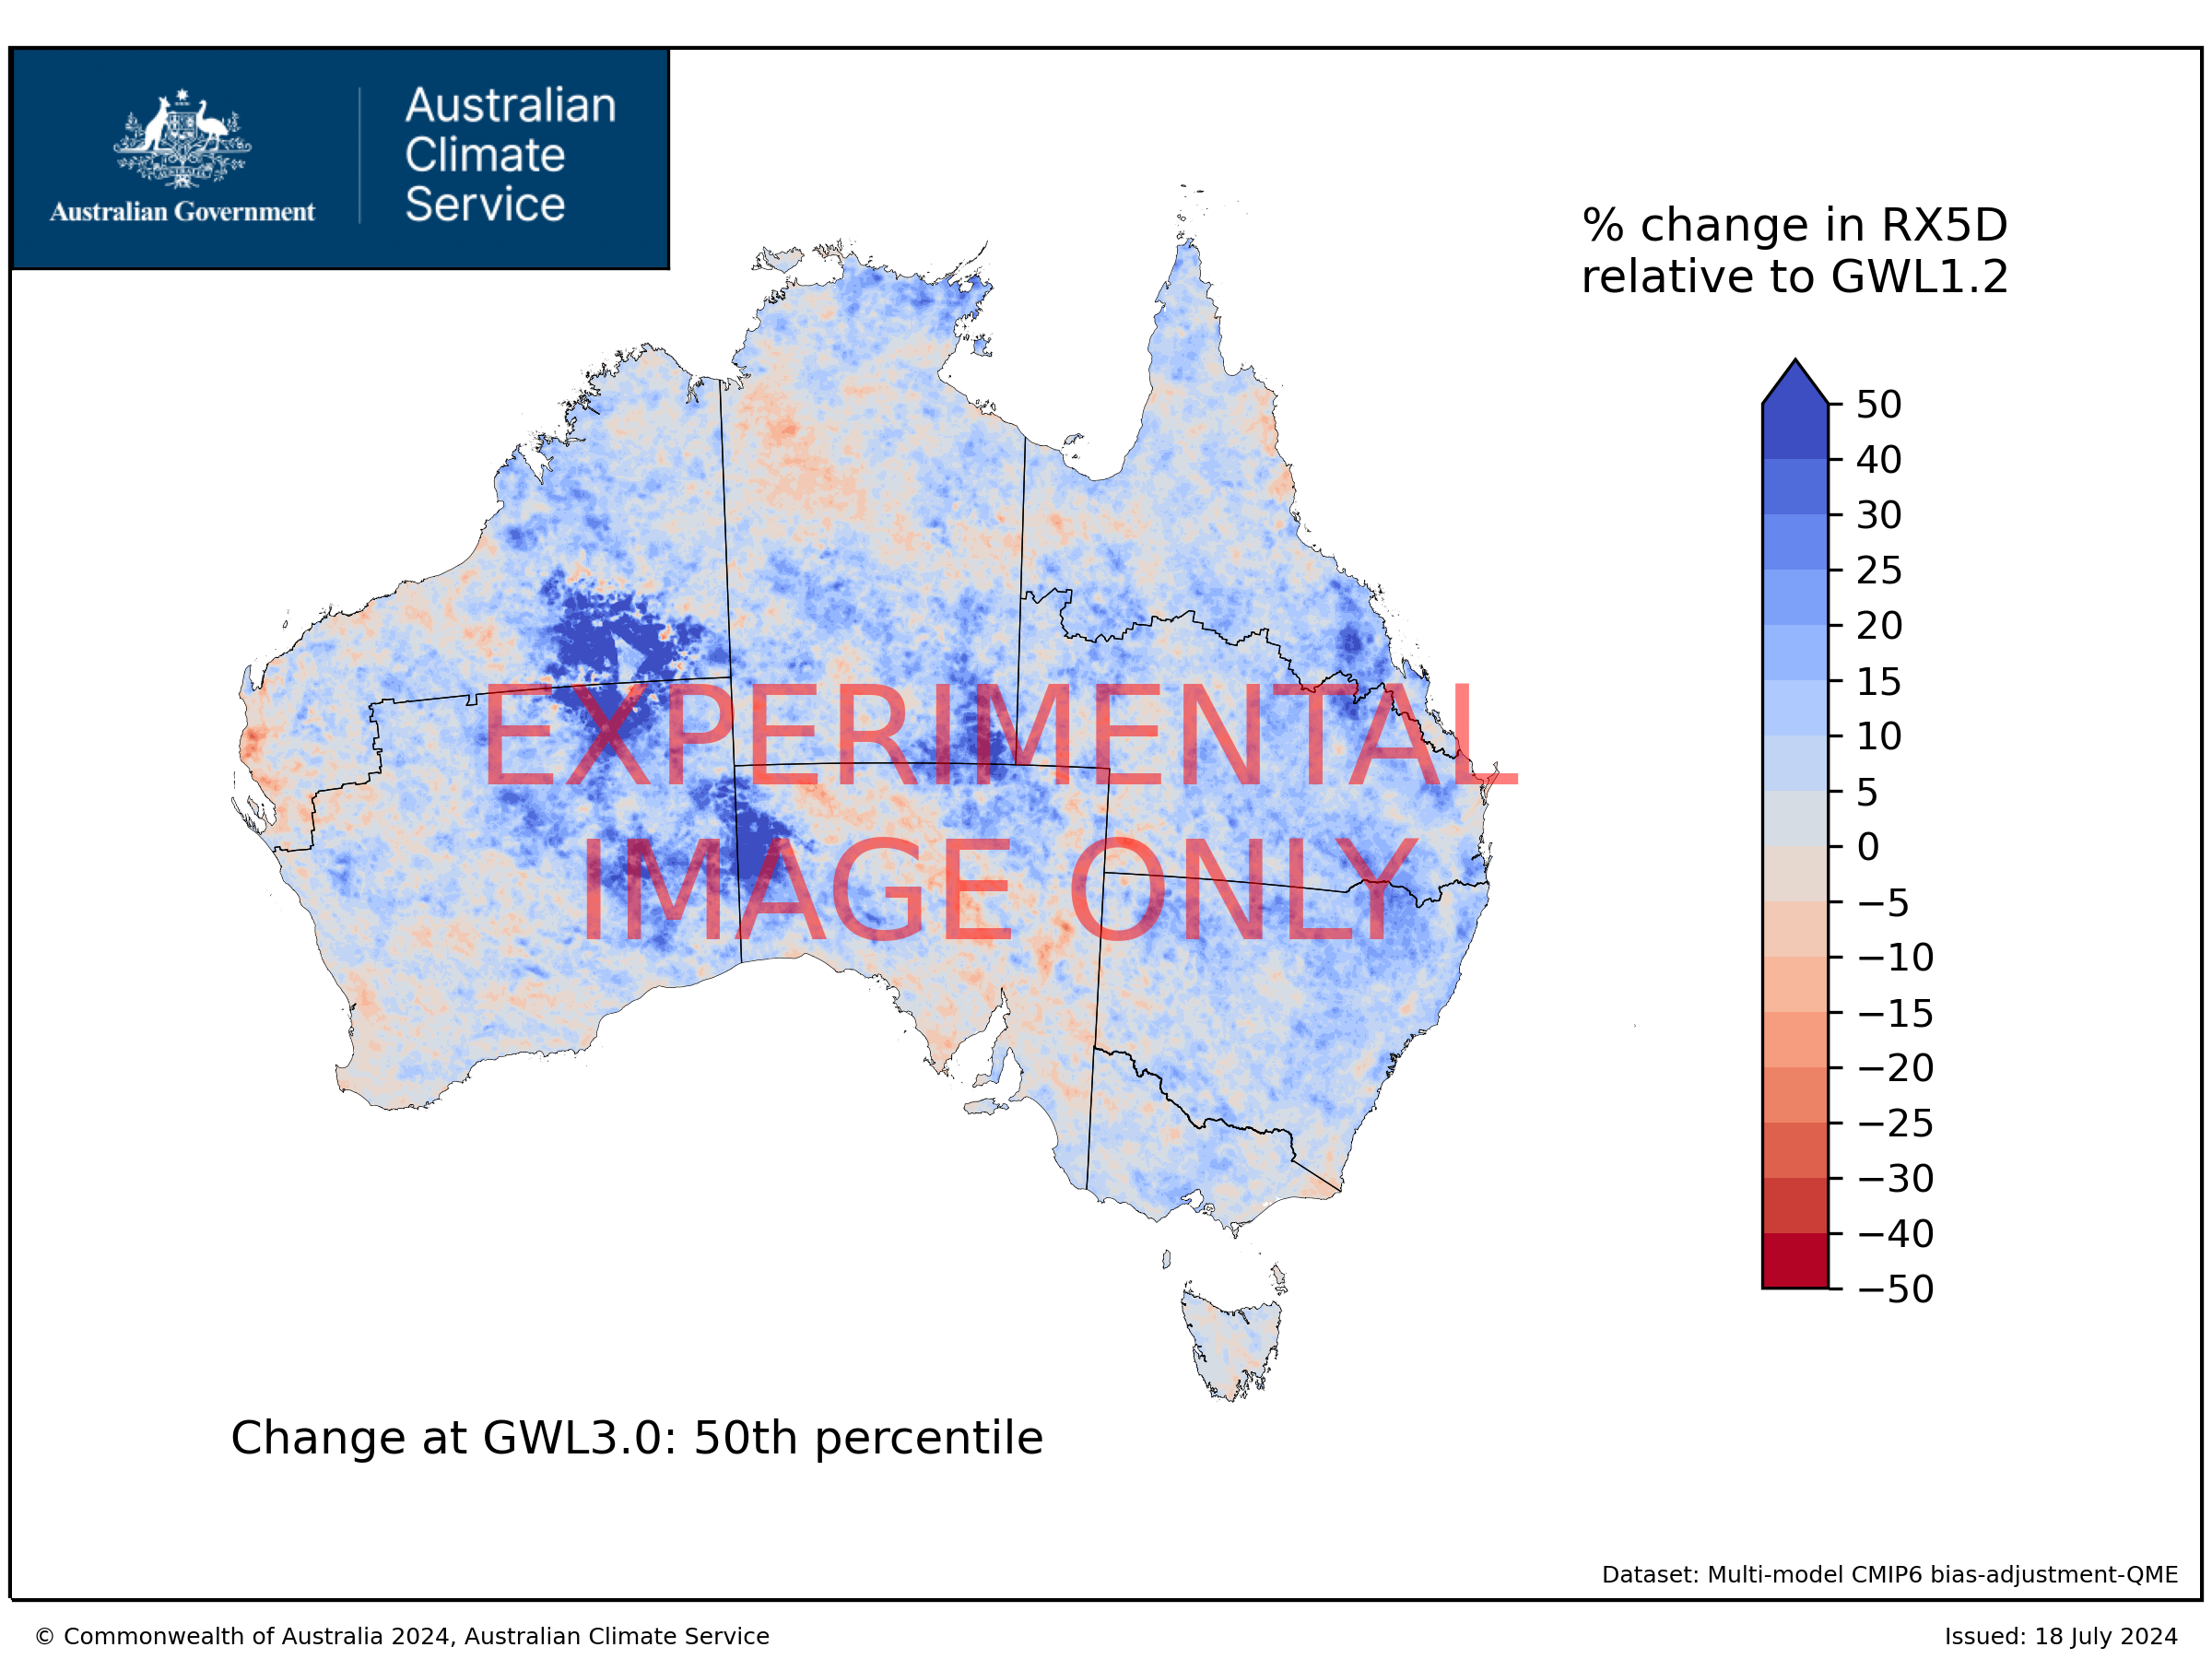 Australian Government
Australian
Climate
Service
% change in RX5D
relative to GWL1.2
50
40
30
25
20
15
10
5
0
−5
−10
−15
−20
−25
−30
−40
−50
EXPERIMENTAL
IMAGE ONLY
Change at GWL3.0: 50th percentile
Dataset: Multi-model CMIP6 bias-adjustment-QME
© Commonwealth of Australia 2024, Australian Climate Service
Issued: 18 July 2024